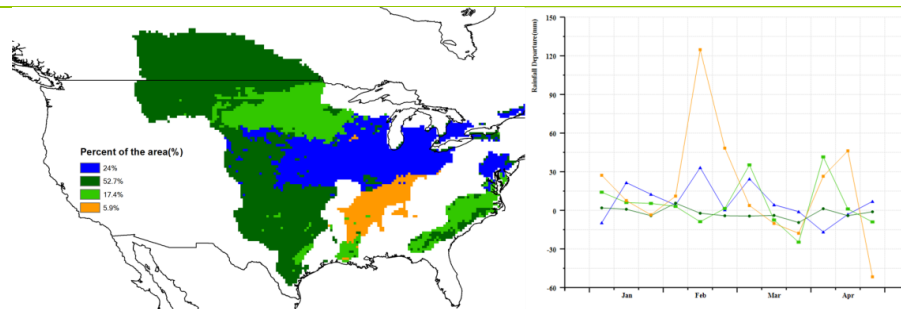 Percent of the area(%)
24%
52.7%
17.4%
5.9%
Rainfall Departure(mm)
150
120
90
60
30
0
-30
-60
Jan
Feb
Mar
Apr